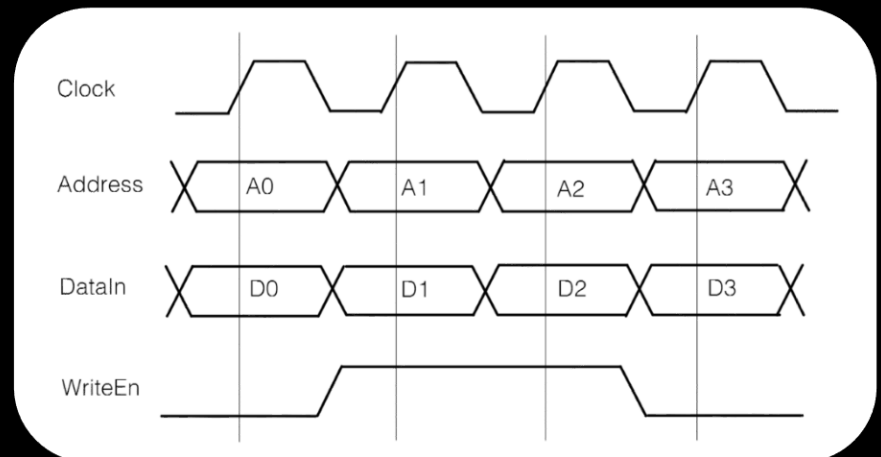 Clock
Address A0 A1 A2 A3
DataIn D0 D1 D2 D3
WriteEn